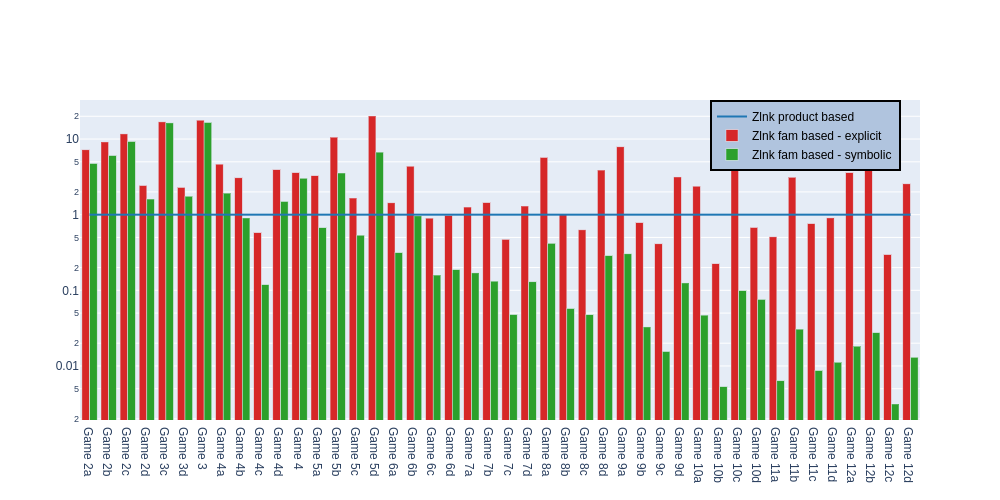 Zlnk product based
Zlnk fam based - explicit
Zlnk fam based - symbolic
2
10
5
2
1
5
2
0.1
5
2
0.01
5
2
Game 2a
Game 2b
Game 2c
Game 2d
Game 3c
Game 3d
Game 3
Game 4a
Game 4b
Game 4c
Game 4d
Game 4
Game 5a
Game 5b
Game 5c
Game 5d
Game 6a
Game 6b
Game 6c
Game 6d
Game 7a
Game 7b
Game 7c
Game 7d
Game 8a
Game 8b
Game 8c
Game 8d
Game 9a
Game 9b
Game 9c
Game 9d
Game 10a
Game 10b
Game 10c
Game 10d
Game 11a
Game 11b
Game 11c
Game 11d
Game 12a
Game 12b
Game 12c
Game 12d